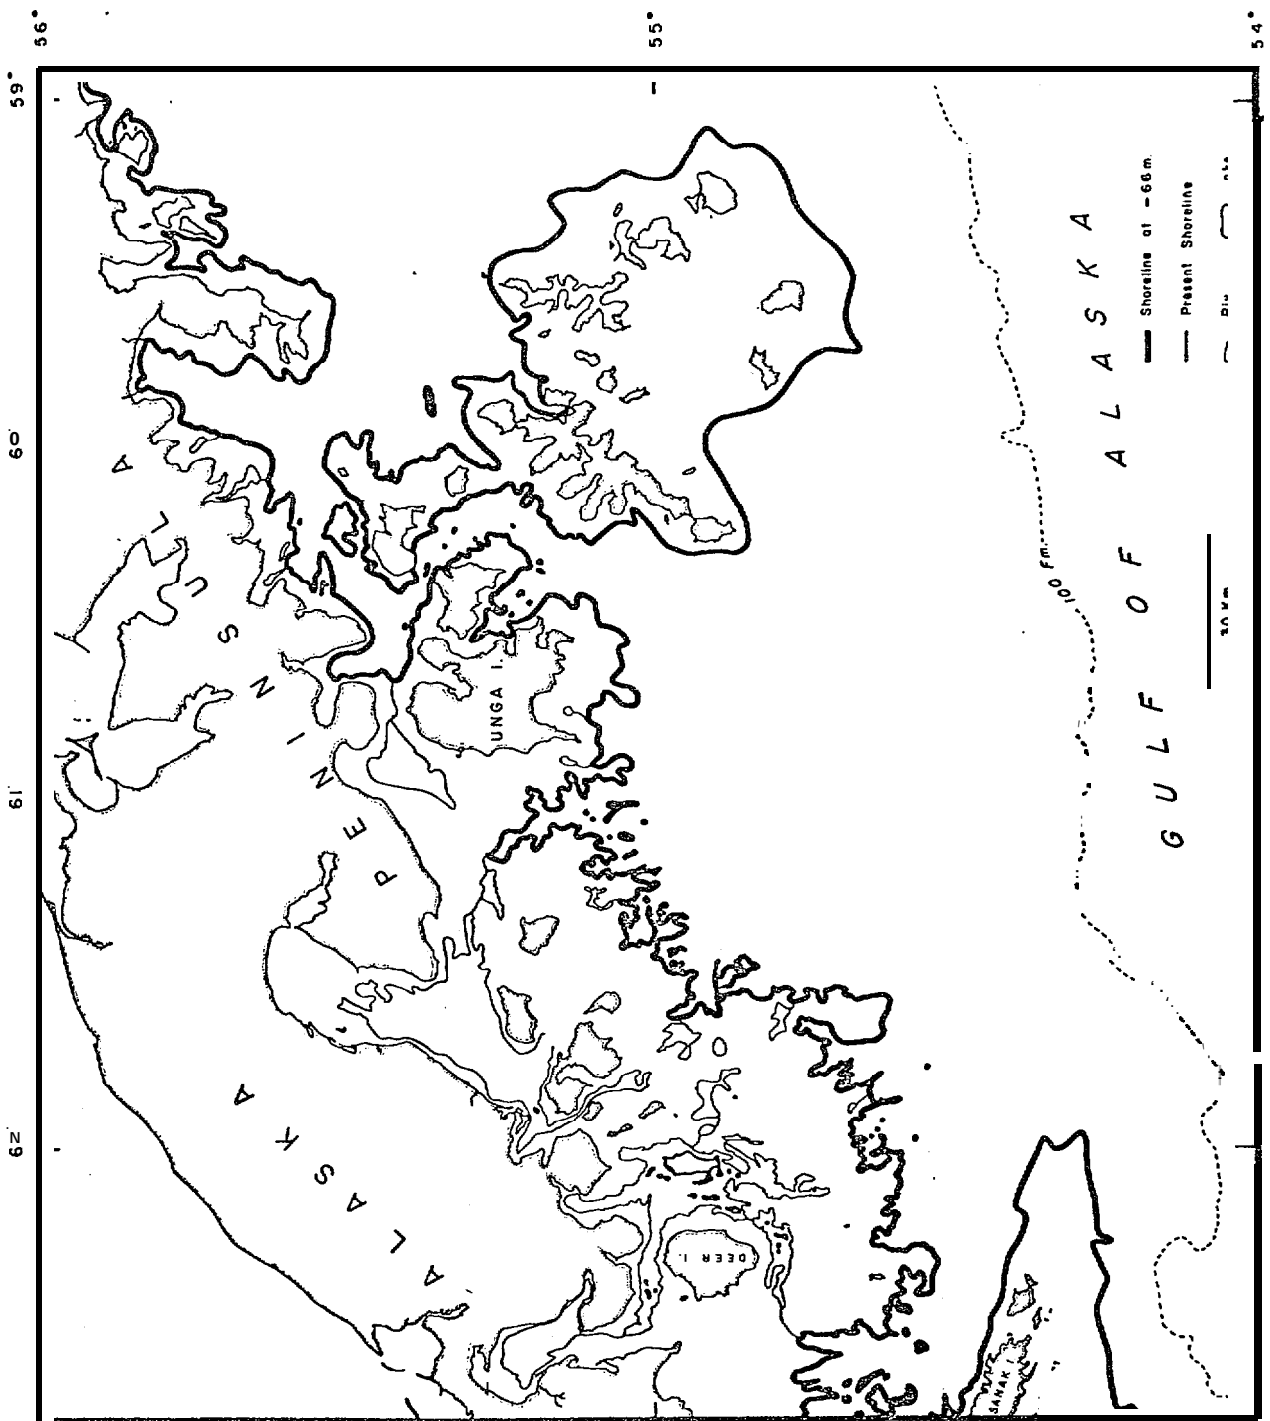 56°
55°
54°
59°
60°
61°
62°
ALASKA PENINSULA
UNGA I.
DEER I.
SANAK I.
100 Fm.
GULF OF ALASKA
Shoreline at -66m.
Present Shoreline